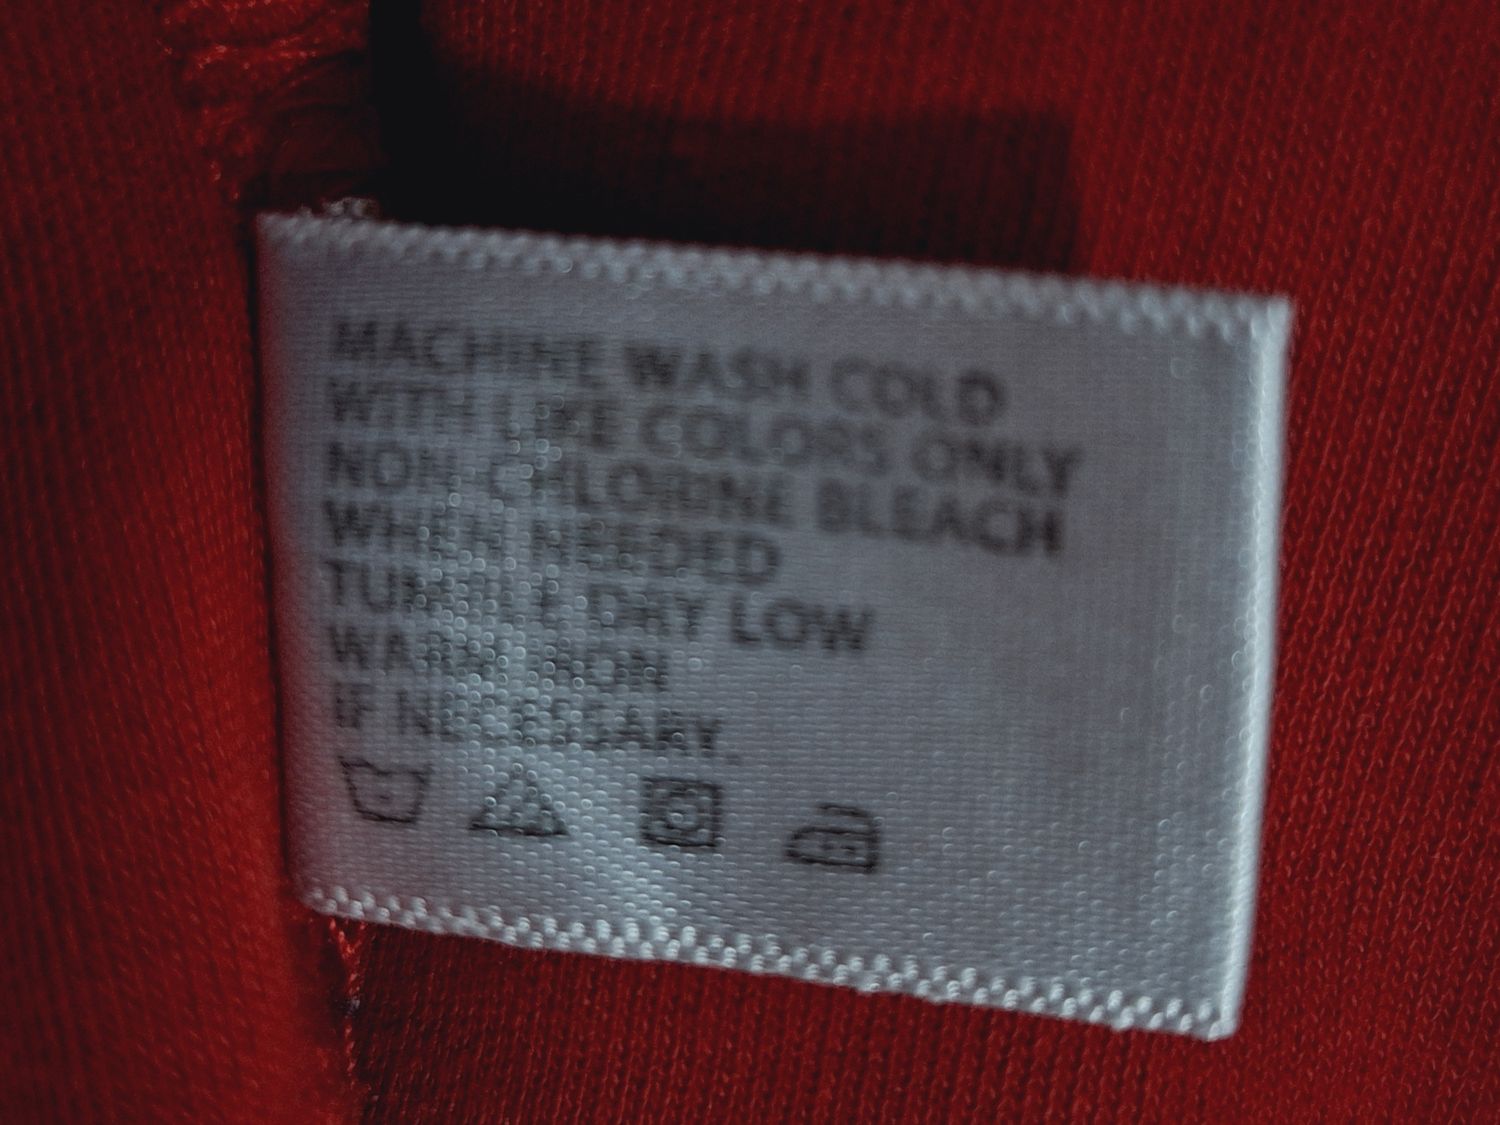 MACHINE WASH COLD
WITH LIKE COLORS ONLY
NON-CHLORINE BLEACH
WHEN NEEDED
TUMBLE DRY LOW
WARM IRON
IF NECESSARY.